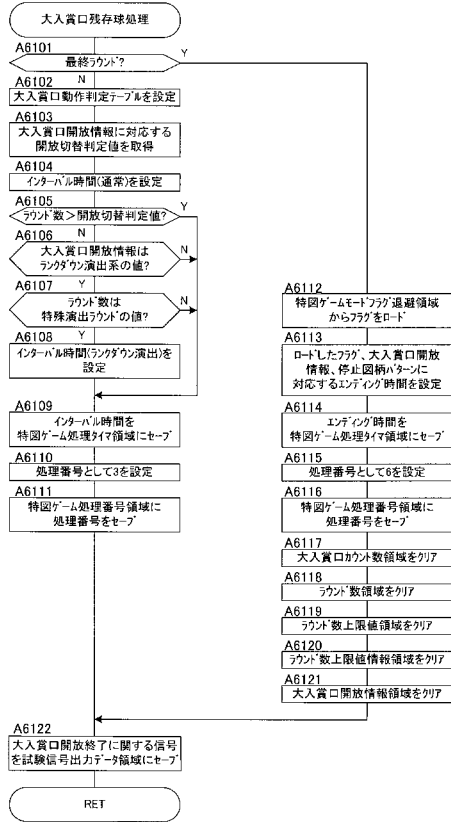 大入賞口残存球処理
A6101
最終ラウンド?
Y
N
A6102
大入賞口動作判定テーブルを設定
A6103
大入賞口開放情報に対応する
開放切替判定値を取得
A6104
インターバル時間(通常)を設定
A6105
ラウンド数>開放切替判定値?
Y
N
A6106
大入賞口開放情報は
ランクダウン演出系の値?
N
Y
A6107
ラウンド数は
特殊演出ラウンドの値?
N
Y
A6108
インターバル時間(ランクダウン演出)を
設定
A6109
インターバル時間を
特図ゲーム処理タイマ領域にセーブ
A6110
処理番号として3を設定
A6111
特図ゲーム処理番号領域に
処理番号をセーブ
A6112
特図ゲームモードフラグ退避領域
からフラグをロード
A6113
ロードしたフラグ、大入賞口開放
情報、停止図柄パターンに
対応するエンディング時間を設定
A6114
エンディング時間を
特図ゲーム処理タイマ領域にセーブ
A6115
処理番号として6を設定
A6116
特図ゲーム処理番号領域に
処理番号をセーブ
A6117
大入賞口カウント数領域をクリア
A6118
ラウンド数領域をクリア
A6119
ラウンド数上限値領域をクリア
A6120
ラウンド数上限値情報領域をクリア
A6121
大入賞口開放情報領域をクリア
A6122
大入賞口開放終了に関する信号
を試験信号出力データ領域にセーブ
RET